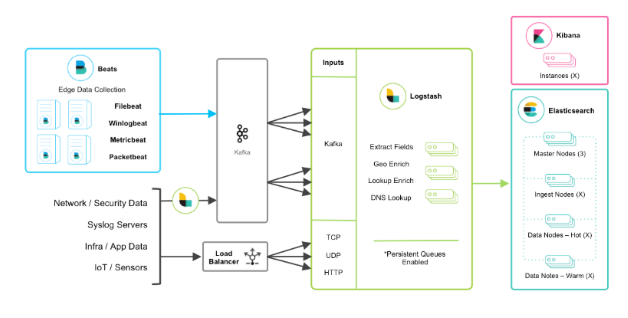 Beats
Edge Data Collection
Filebeat
Winlogbeat
Metricbeat
Packetbeat
Network / Security Data
Syslog Servers
Infra / App Data
IoT / Sensors
Kafka
Load
Balancer
Inputs
Kafka
TCP
UDP
HTTP
Logstash
Extract Fields
Geo Enrich
Lookup Enrich
DNS Lookup
*Persistent Queues
Enabled
Kibana
Instances (X)
Elasticsearch
Master Nodes (3)
Ingest Nodes (X)
Data Nodes – Hot (X)
Data Notes – Warm (X)